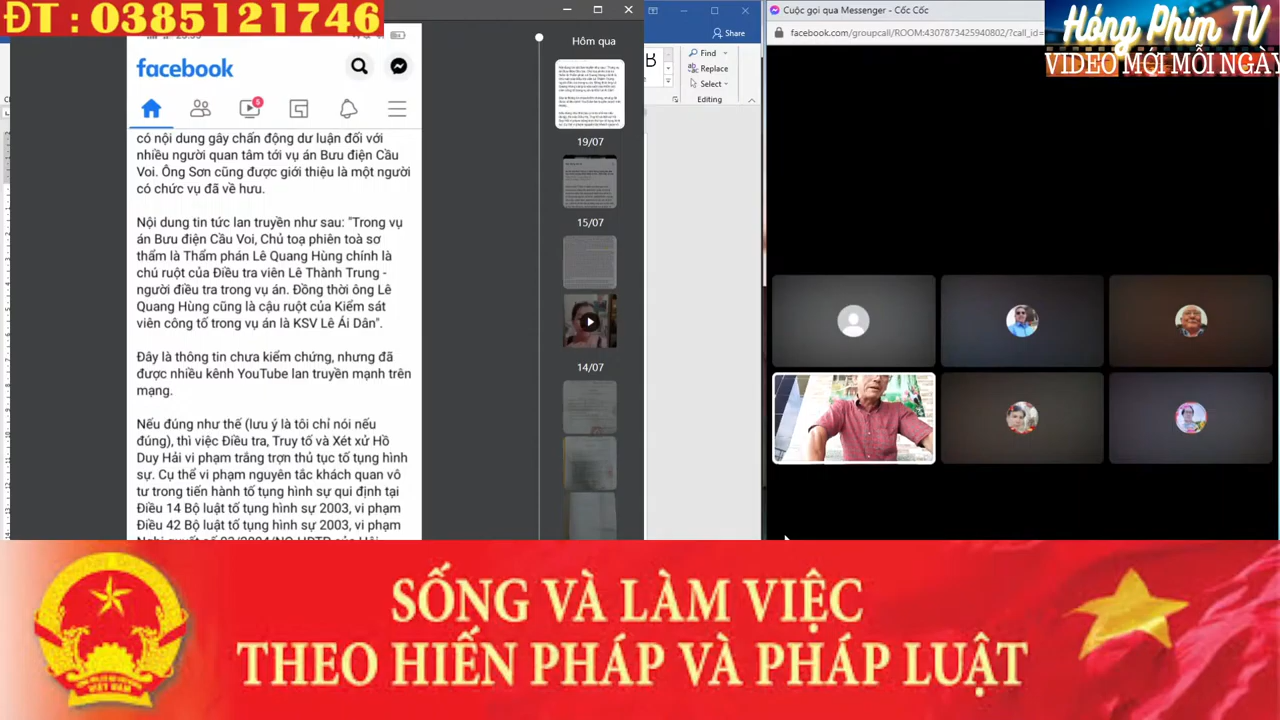 ĐT : 0385121746
facebook
5
có nội dung gây chấn động dư luận đối với
nhiều người quan tâm tới vụ án Bưu điện Cầu
Voi. Ông Sơn cũng được giới thiệu là một người
có chức vụ đã về hưu.
Nội dung tin tức lan truyền như sau: "Trong vụ
án Bưu điện Cầu Voi, Chủ toạ phiên toà sơ
thẩm là Thẩm phán Lê Quang Hùng chính là
chú ruột của Điều tra viên Lê Thành Trung -
người điều tra trong vụ án. Đồng thời ông Lê
Quang Hùng cũng là cậu ruột của Kiểm sát
viên công tố trong vụ án là KSV Lê Ái Dân".
Đây là thông tin chưa kiểm chứng, nhưng đã
được nhiều kênh YouTube lan truyền mạnh trên
mạng.
Nếu đúng như thế (lưu ý là tôi chỉ nói nếu
đúng), thì việc Điều tra, Truy tố và Xét xử Hồ
Duy Hải vi phạm trắng trợn thủ tục tố tụng hình
sự. Cụ thể vi phạm nguyên tắc khách quan vô
tư trong tiến hành tố tụng hình sự qui định tại
Điều 14 Bộ luật tố tụng hình sự 2003, vi phạm
Điều 42 Bộ luật tố tụng hình sự 2003, vi phạm
Hôm qua
19/07
15/07
14/07
Share
Find
Replace
Select
Editing
Cuộc gọi qua Messenger - Cốc Cốc
facebook.com/groupcall/ROOM:4307873425940802/?call_id=
Hóng Phim TV
VIDEO MỚI MỖI NGÀY
VIỆT NAM
SỐNG VÀ LÀM VIỆC
THEO HIẾN PHÁP VÀ PHÁP LUẬT